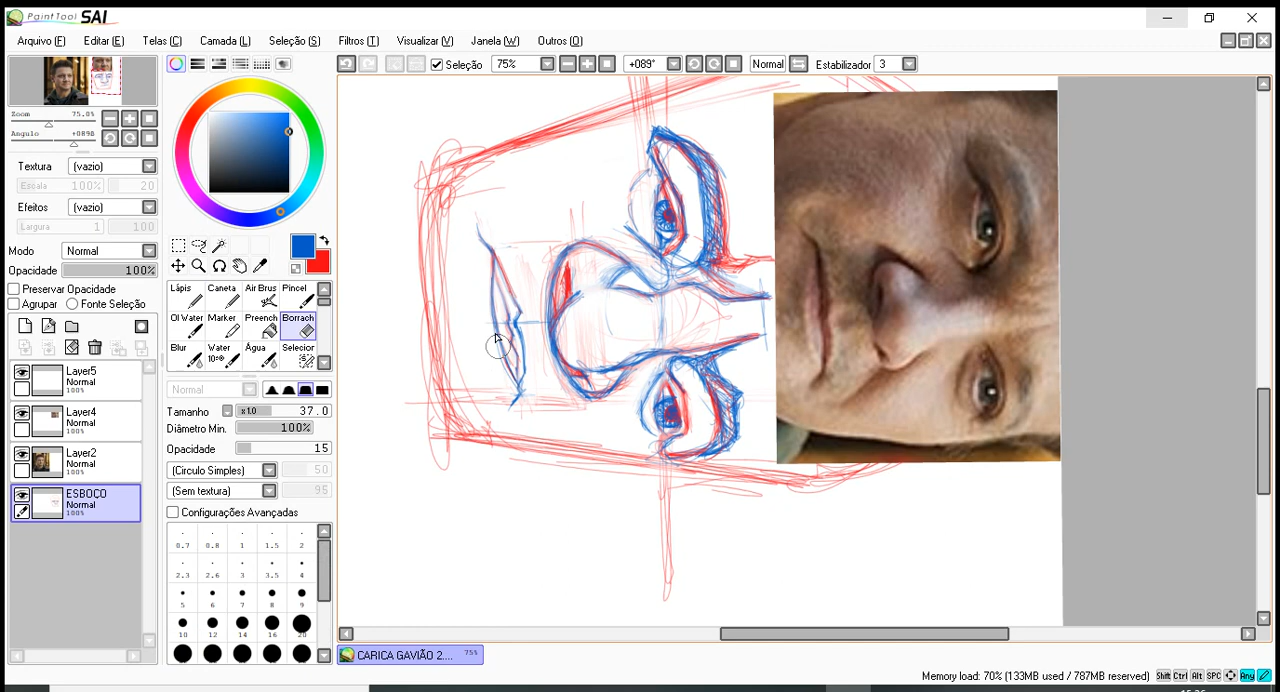 PaintTool SAI
Arquivo (F) Editar (E) Telas (C) Camada (L) Seleção (S) Filtros (T) Visualizar (V) Janela (W) Outros (O)
Seleção 75% +089° Normal Estabilizador 3
Zoom 75.0%
Angulo +089°
Textura (vazio)
Escala 100% 20
Efeitos (vazio)
Largura 1 100
Modo Normal
Opacidade 100%
Preservar Opacidade
Agrupar Fonte Seleção
Layer5
Normal
100%
Layer4
Normal
100%
Layer2
Normal
100%
ESBOÇO
Normal
100%
Lápis Caneta Air Brus Pincel
OI Water Marker Preench Borrach
Blur Water 10% Água Selecior
Normal
Tamanho x1.0 37.0
Diâmetro Min. 100%
Opacidade 15
(Circulo Simples) 50
(Sem textura) 95
Configurações Avançadas
0.7 0.8 1 1.5 2
2.3 2.6 3 3.5 4
5 6 7 8 9
10 12 14 16 20
CARICA GAVIÃO 2.... 75%
Memory load: 70% (133MB used / 787MB reserved) Shift Ctrl Alt SPC Any